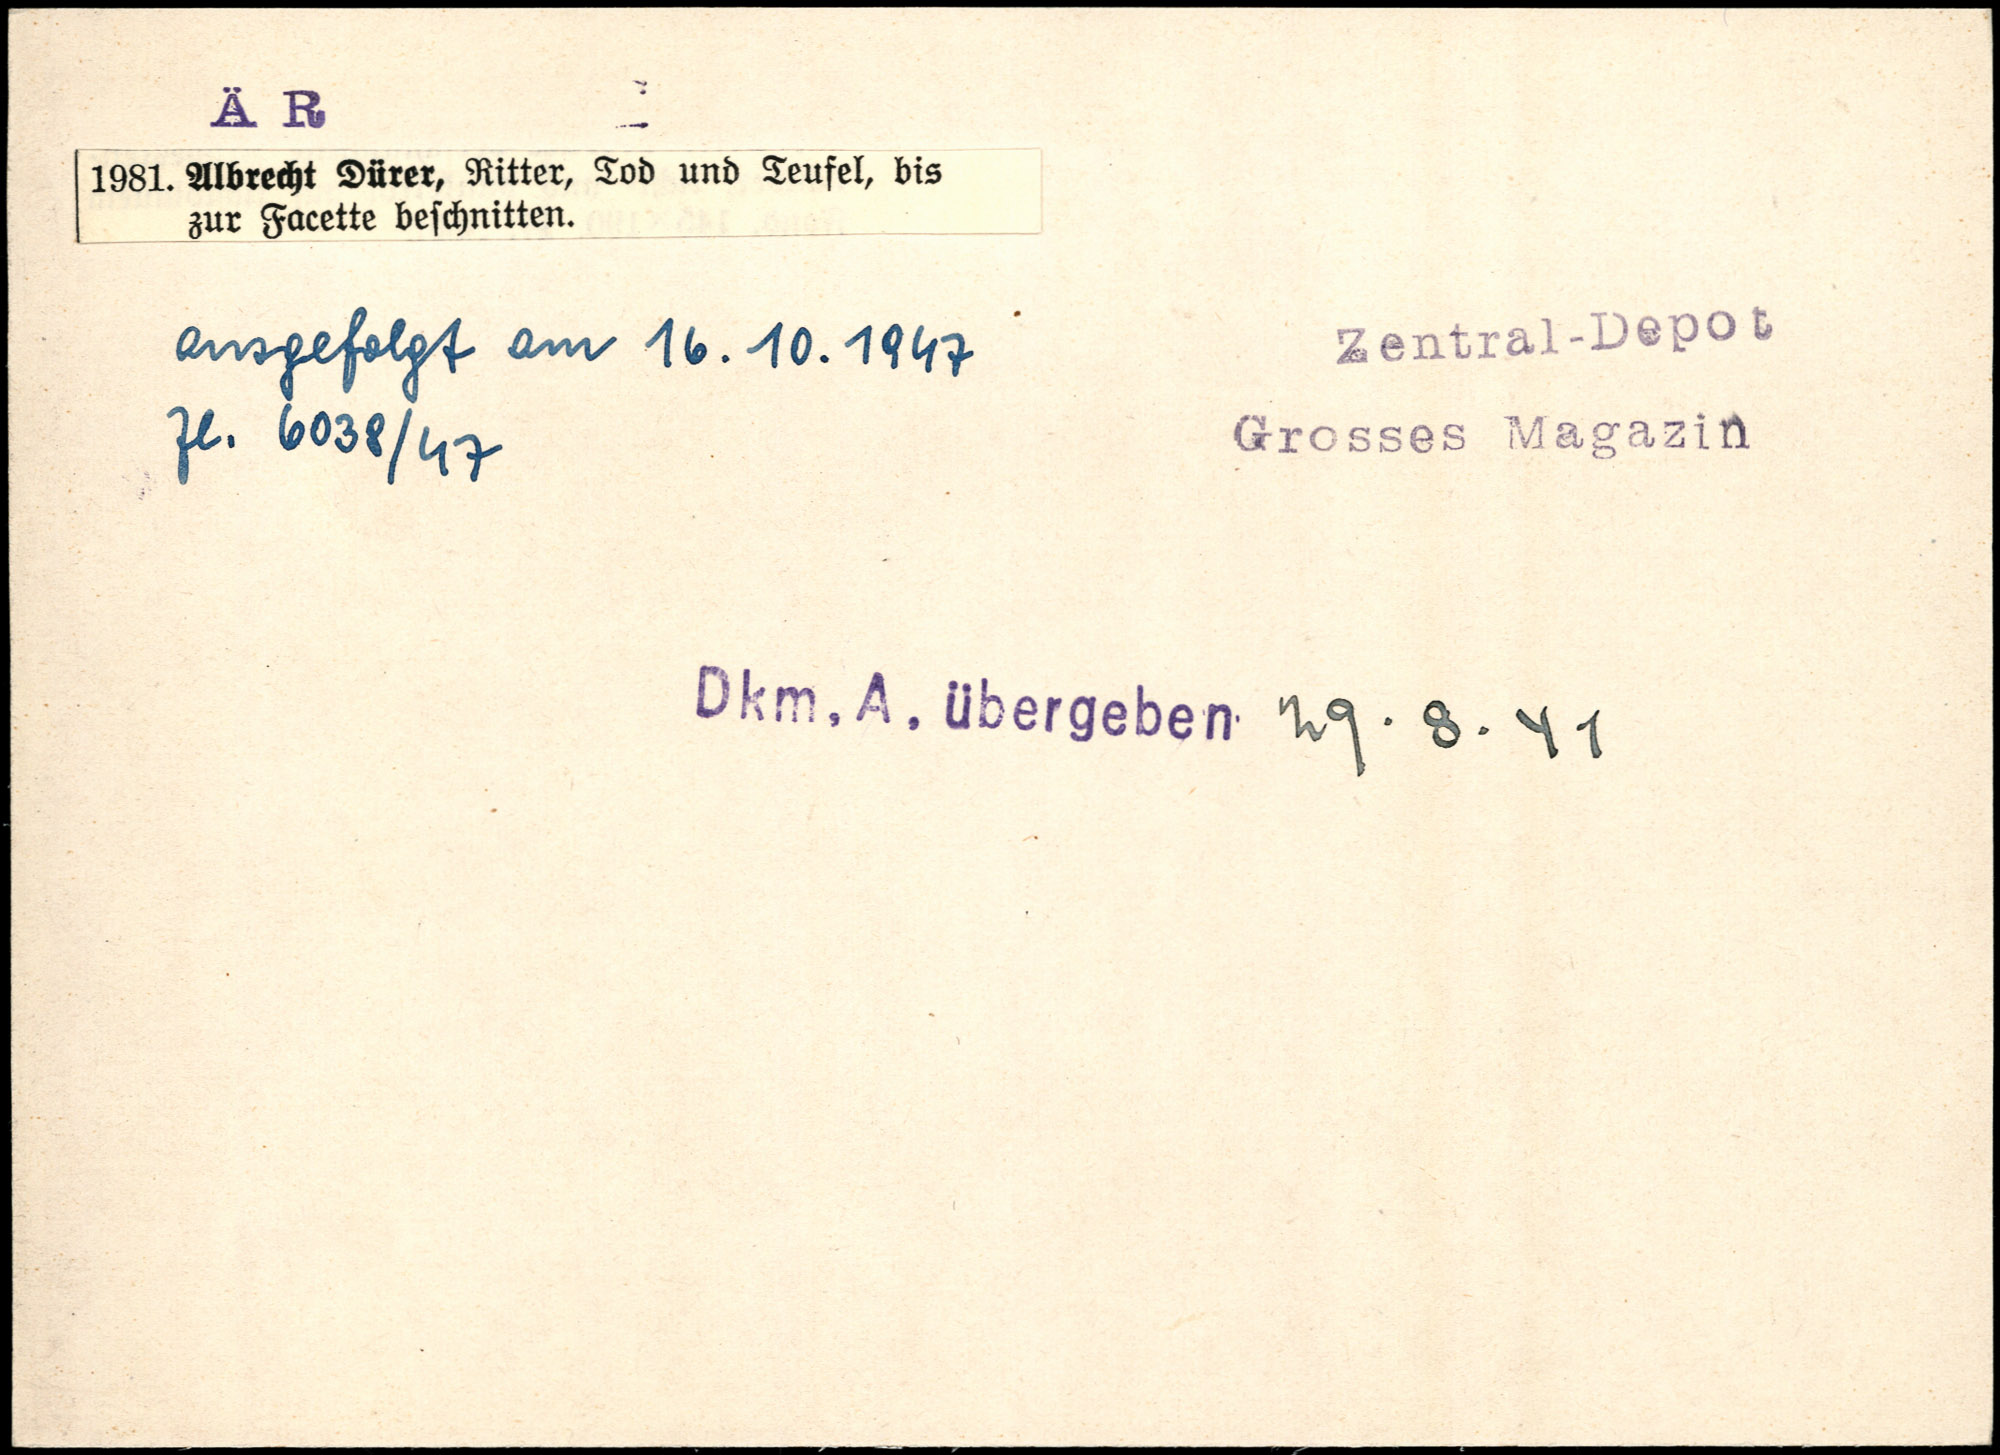 Ä R
1981. Albrecht Dürer, Ritter, Tod und Teufel, bis
zur Facette beschnitten.
ausgefolgt am 16. 10. 1947
Zl. 6038/47
Zentral-Depot
Grosses Magazin
Dkm. A. übergeben 29. 8. 41